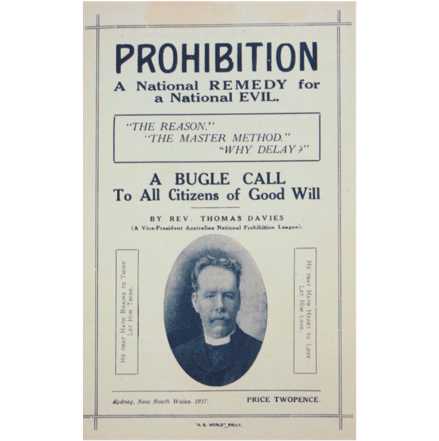 PROHIBITION
A National REMEDY for
a National EVIL.
"THE REASON."
"THE MASTER METHOD."
"WHY DELAY?"
A BUGLE CALL
To All Citizens of Good Will
BY REV. THOMAS DAVIES
(A Vice-President Australian National Prohibition League).
He that Hath Brains to Think
Let Him Think.
He that Hath Heart to Love
Let Him Love.
Sydney, New South Wales, 1917.
PRICE TWOPENCE.